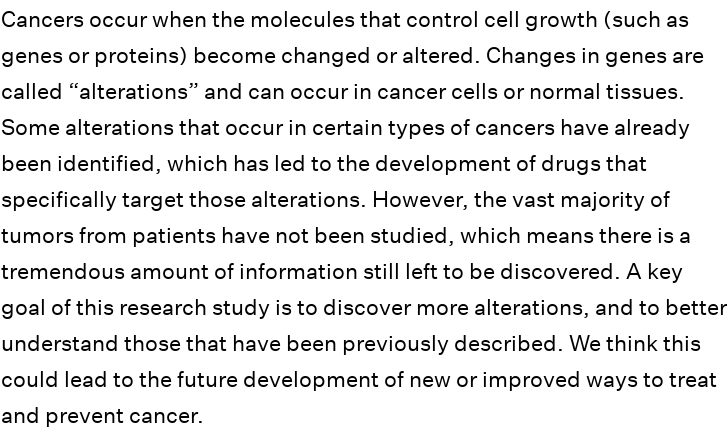 Cancers occur when the molecules that control cell growth (such as
genes or proteins) become changed or altered. Changes in genes are
called “alterations” and can occur in cancer cells or normal tissues.
Some alterations that occur in certain types of cancers have already
been identified, which has led to the development of drugs that
specifically target those alterations. However, the vast majority of
tumors from patients have not been studied, which means there is a
tremendous amount of information still left to be discovered. A key
goal of this research study is to discover more alterations, and to better
understand those that have been previously described. We think this
could lead to the future development of new or improved ways to treat
and prevent cancer.